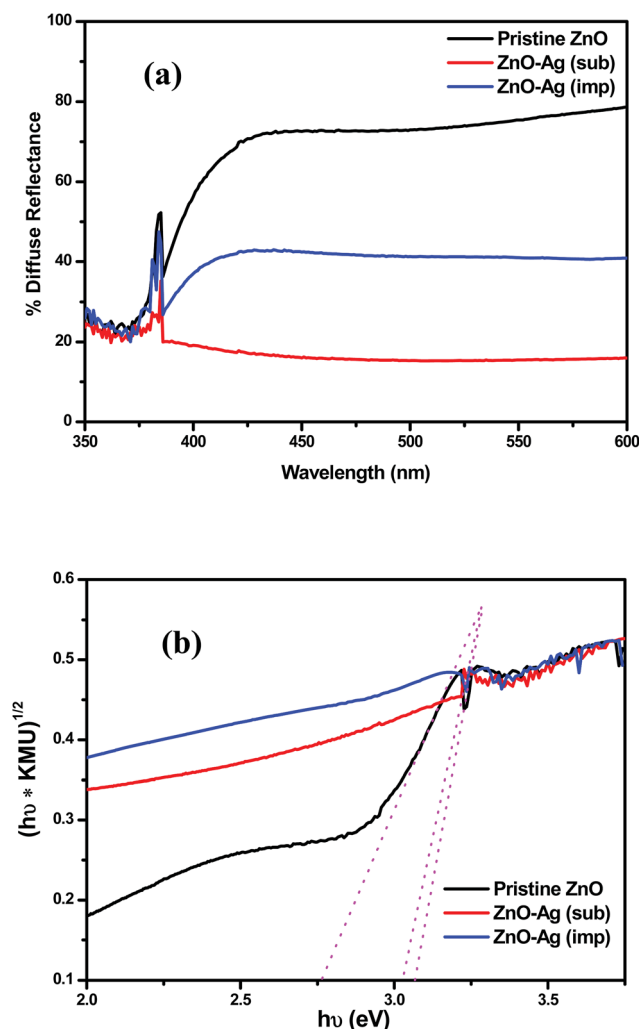 100
80
60
40
20
0
% Diffuse Reflectance
(a)
Pristine ZnO
ZnO-Ag (sub)
ZnO-Ag (imp)
350 400 450 500 550 600
Wavelength (nm)
0.6
0.5
0.4
0.3
0.2
0.1
(hυ * KMU)^1/2
(b)
Pristine ZnO
ZnO-Ag (sub)
ZnO-Ag (imp)
2.0 2.5 3.0 3.5
hυ (eV)